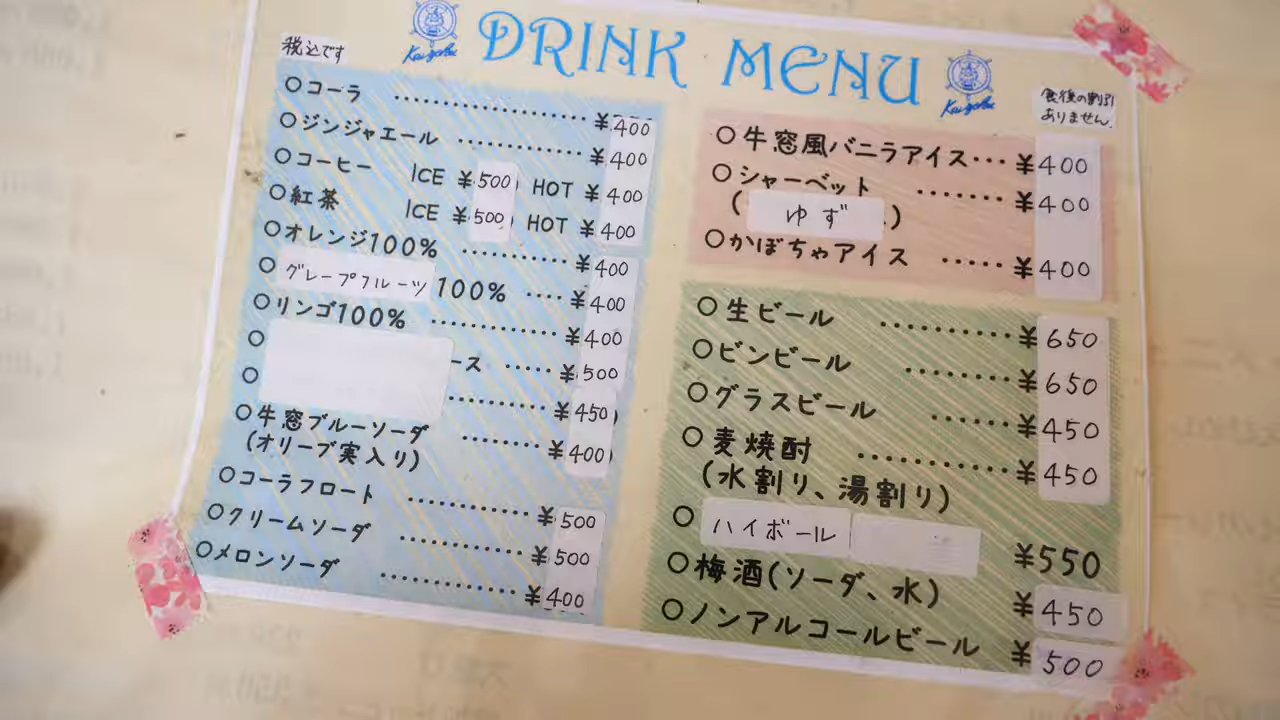 DRINK MENU
Kaizoku
Kaizoku
税込です
○コーラ ……………… ¥400
○ジンジャエール ………… ¥400
○コーヒー ICE ¥500 HOT ¥400
○紅茶 ICE ¥500 HOT ¥400
○オレンジ100% ………… ¥400
○グレープフルーツ 100% …… ¥400
○リンゴ100% ………… ¥400
○ ース …… ¥500
○ ……… ¥450
○牛窓ブルーソーダ ……… ¥400
(オリーブ実入り)
○コーラフロート ………… ¥500
○クリームソーダ ………… ¥500
○メロンソーダ ………… ¥400
食後の割引
ありません.
○牛窓風バニラアイス… ¥400
○シャーベット …… ¥400
(ゆず)
○かぼちゃアイス …… ¥400
○生ビール ………… ¥650
○ビンビール ……… ¥650
○グラスビール …… ¥450
○麦焼酎 ………… ¥450
(水割り、湯割り)
○ハイボール ¥550
○梅酒(ソーダ、水) ¥450
○ノンアルコールビール ¥500